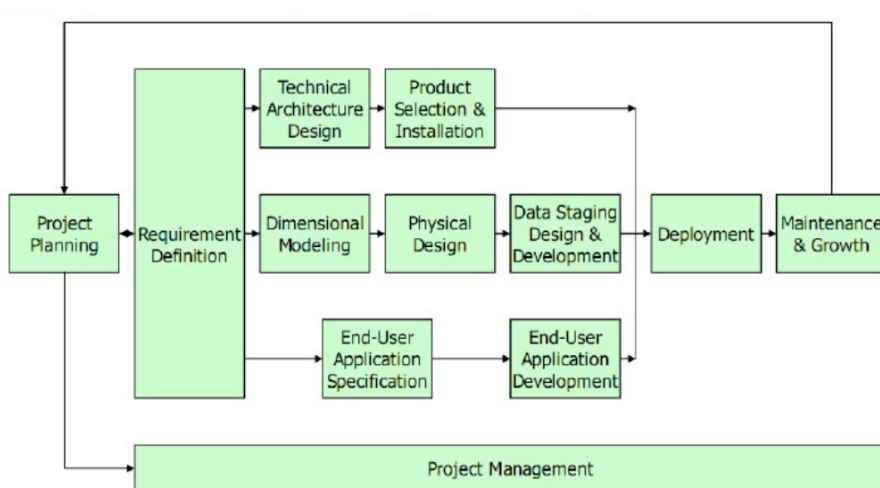 Technical
Architecture
Design
Product
Selection &
Installation
Project
Planning
Requirement
Definition
Dimensional
Modeling
Physical
Design
Data Staging
Design &
Development
Deployment
Maintenance
& Growth
End-User
Application
Specification
End-User
Application
Development
Project Management